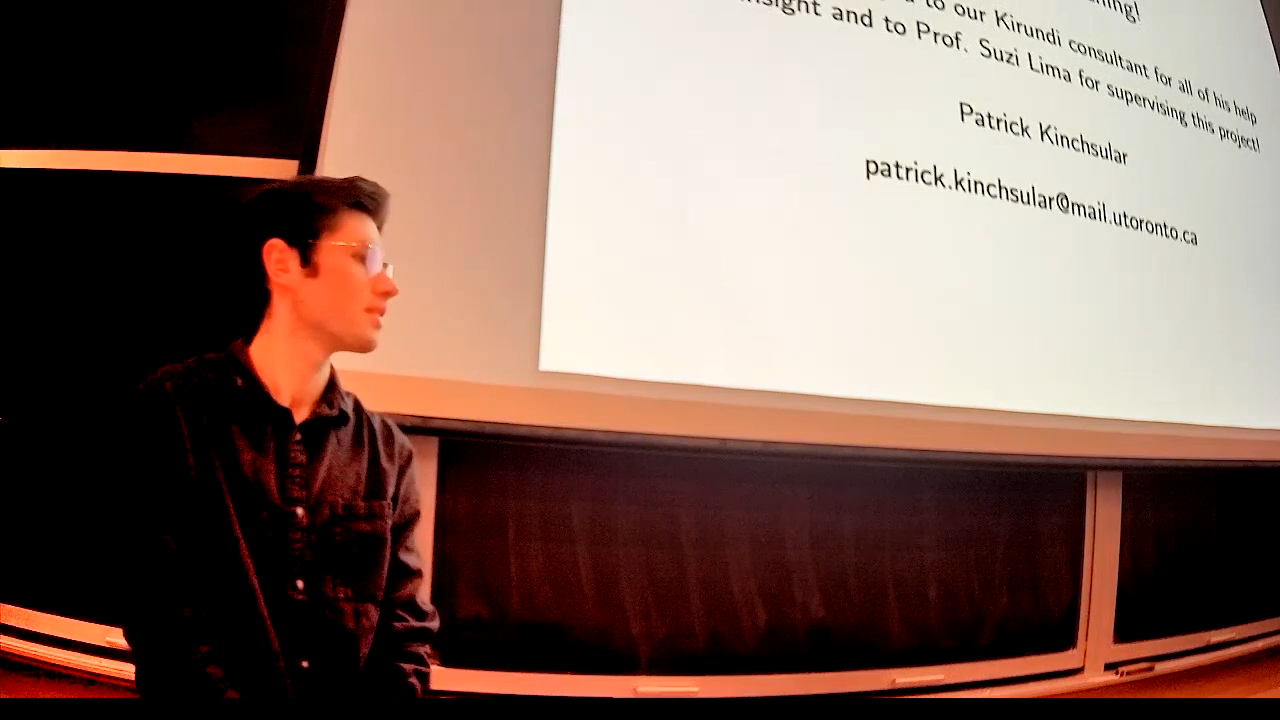 to our Kirundi consultant for all of his help
and to Prof. Suzi Lima for supervising this project!
Patrick Kinchsular
patrick.kinchsular@mail.utoronto.ca